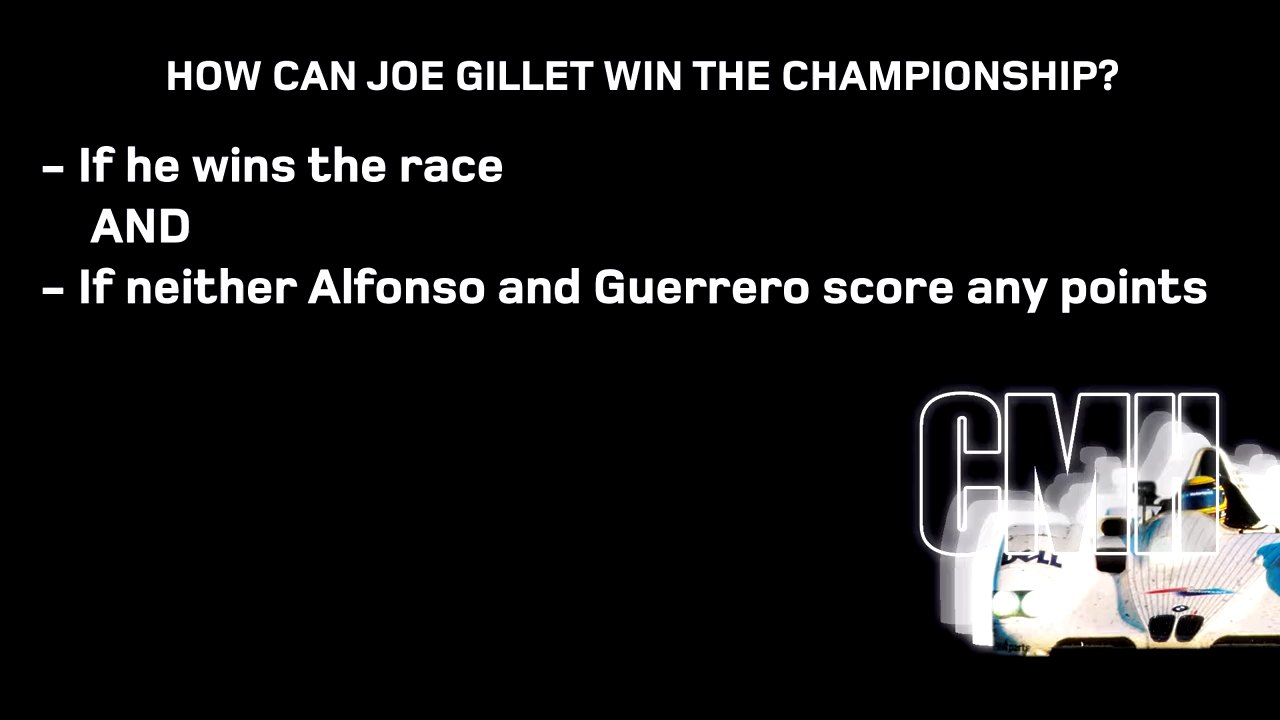 HOW CAN JOE GILLET WIN THE CHAMPIONSHIP?
– If he wins the race
AND
– If neither Alfonso and Guerrero score any points
CMH
DELL